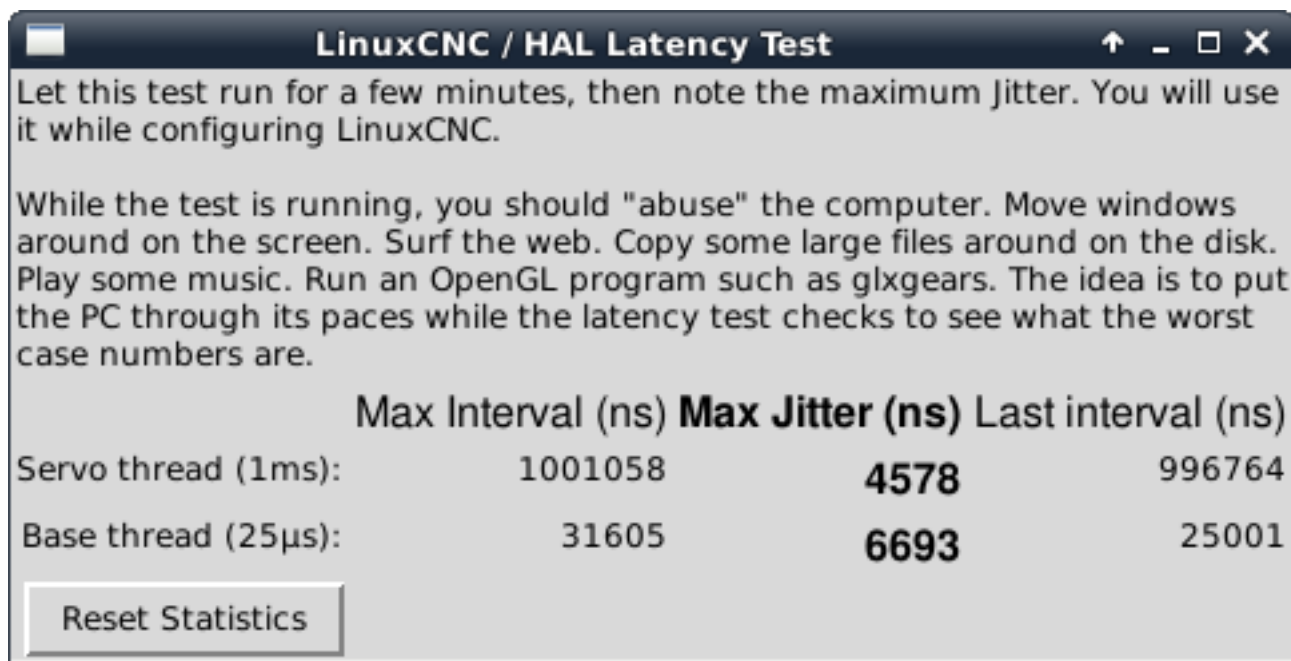 LinuxCNC / HAL Latency Test
Let this test run for a few minutes, then note the maximum Jitter. You will use
it while configuring LinuxCNC.
While the test is running, you should "abuse" the computer. Move windows
around on the screen. Surf the web. Copy some large files around on the disk.
Play some music. Run an OpenGL program such as glxgears. The idea is to put
the PC through its paces while the latency test checks to see what the worst
case numbers are.
Max Interval (ns) Max Jitter (ns) Last interval (ns)
Servo thread (1ms): 1001058 4578 996764
Base thread (25µs): 31605 6693 25001
Reset Statistics